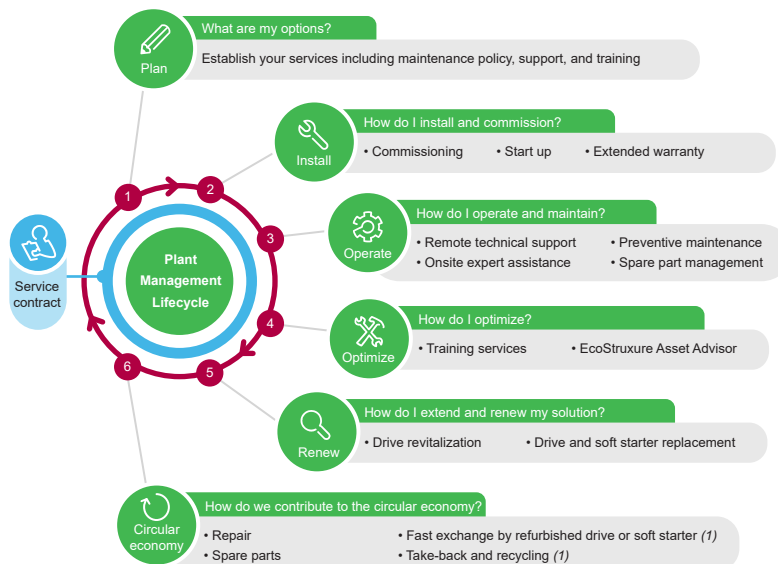 What are my options?
Plan
Establish your services including maintenance policy, support, and training
How do I install and commission?
Install
• Commissioning • Start up • Extended warranty
How do I operate and maintain?
Operate
• Remote technical support • Preventive maintenance
• Onsite expert assistance • Spare part management
How do I optimize?
Optimize
• Training services • EcoStruxure Asset Advisor
How do I extend and renew my solution?
Renew
• Drive revitalization • Drive and soft starter replacement
How do we contribute to the circular economy?
Circular
economy
• Repair • Fast exchange by refurbished drive or soft starter (1)
• Spare parts • Take-back and recycling (1)
1
2
3
4
5
6
Plant
Management
Lifecycle
Service
contract